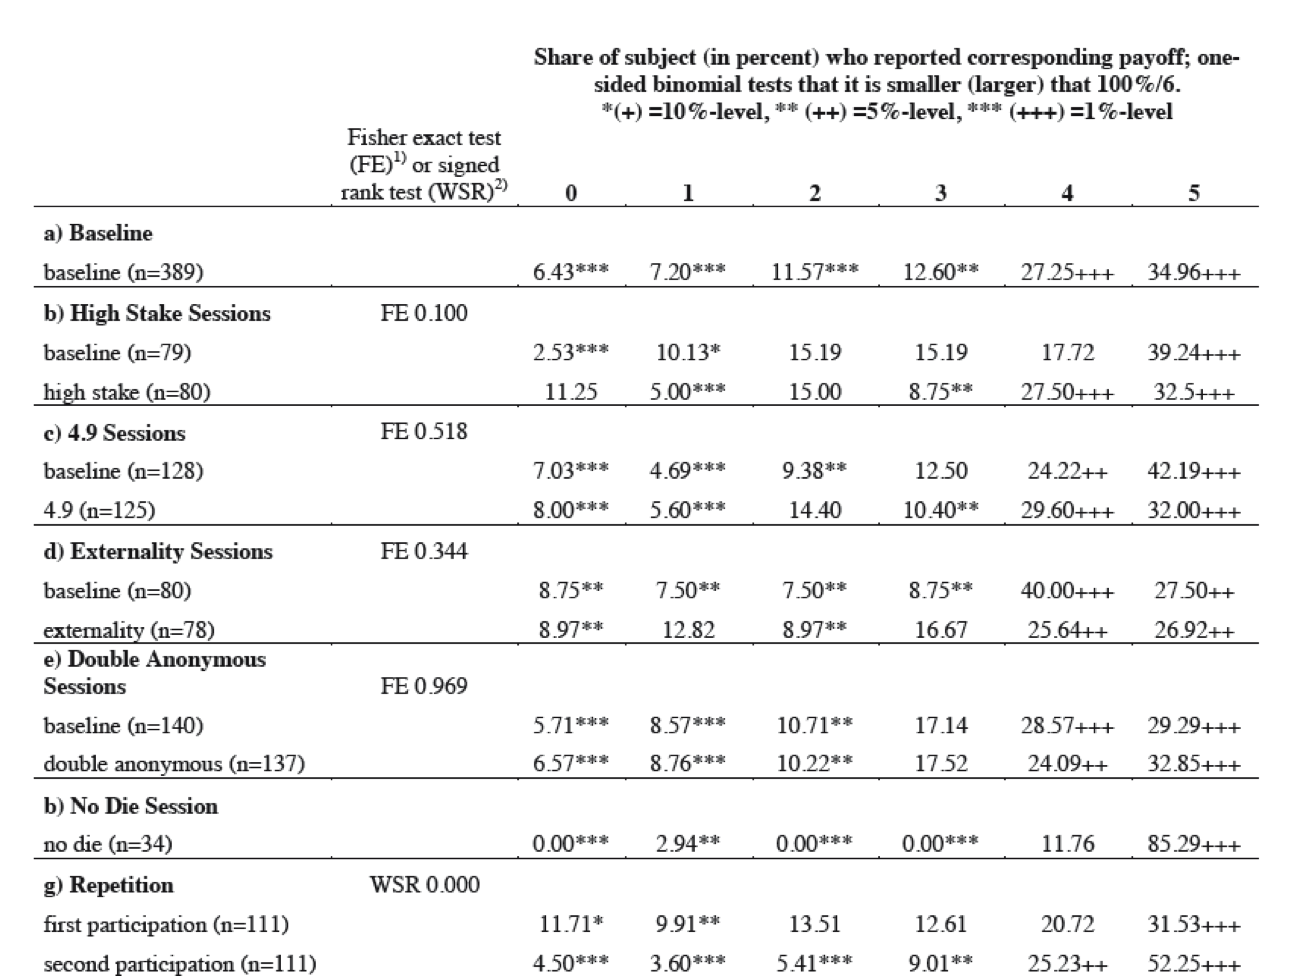 Share of subject (in percent) who reported corresponding payoff; one-
sided binomial tests that it is smaller (larger) that 100%/6.
*(+) =10%-level, ** (++) =5%-level, *** (+++) =1%-level
Fisher exact test
(FE)1) or signed
rank test (WSR)2) 0 1 2 3 4 5
a) Baseline
baseline (n=389) 6.43*** 7.20*** 11.57*** 12.60** 27.25+++ 34.96+++
b) High Stake Sessions FE 0.100
baseline (n=79) 2.53*** 10.13* 15.19 15.19 17.72 39.24+++
high stake (n=80) 11.25 5.00*** 15.00 8.75** 27.50+++ 32.5+++
c) 4.9 Sessions FE 0.518
baseline (n=128) 7.03*** 4.69*** 9.38** 12.50 24.22++ 42.19+++
4.9 (n=125) 8.00*** 5.60*** 14.40 10.40** 29.60+++ 32.00+++
d) Externality Sessions FE 0.344
baseline (n=80) 8.75** 7.50** 7.50** 8.75** 40.00+++ 27.50++
externality (n=78) 8.97** 12.82 8.97** 16.67 25.64++ 26.92++
e) Double Anonymous
Sessions FE 0.969
baseline (n=140) 5.71*** 8.57*** 10.71** 17.14 28.57+++ 29.29+++
double anonymous (n=137) 6.57*** 8.76*** 10.22** 17.52 24.09++ 32.85+++
b) No Die Session
no die (n=34) 0.00*** 2.94** 0.00*** 0.00*** 11.76 85.29+++
g) Repetition WSR 0.000
first participation (n=111) 11.71* 9.91** 13.51 12.61 20.72 31.53+++
second participation (n=111) 4.50*** 3.60*** 5.41*** 9.01** 25.23++ 52.25+++